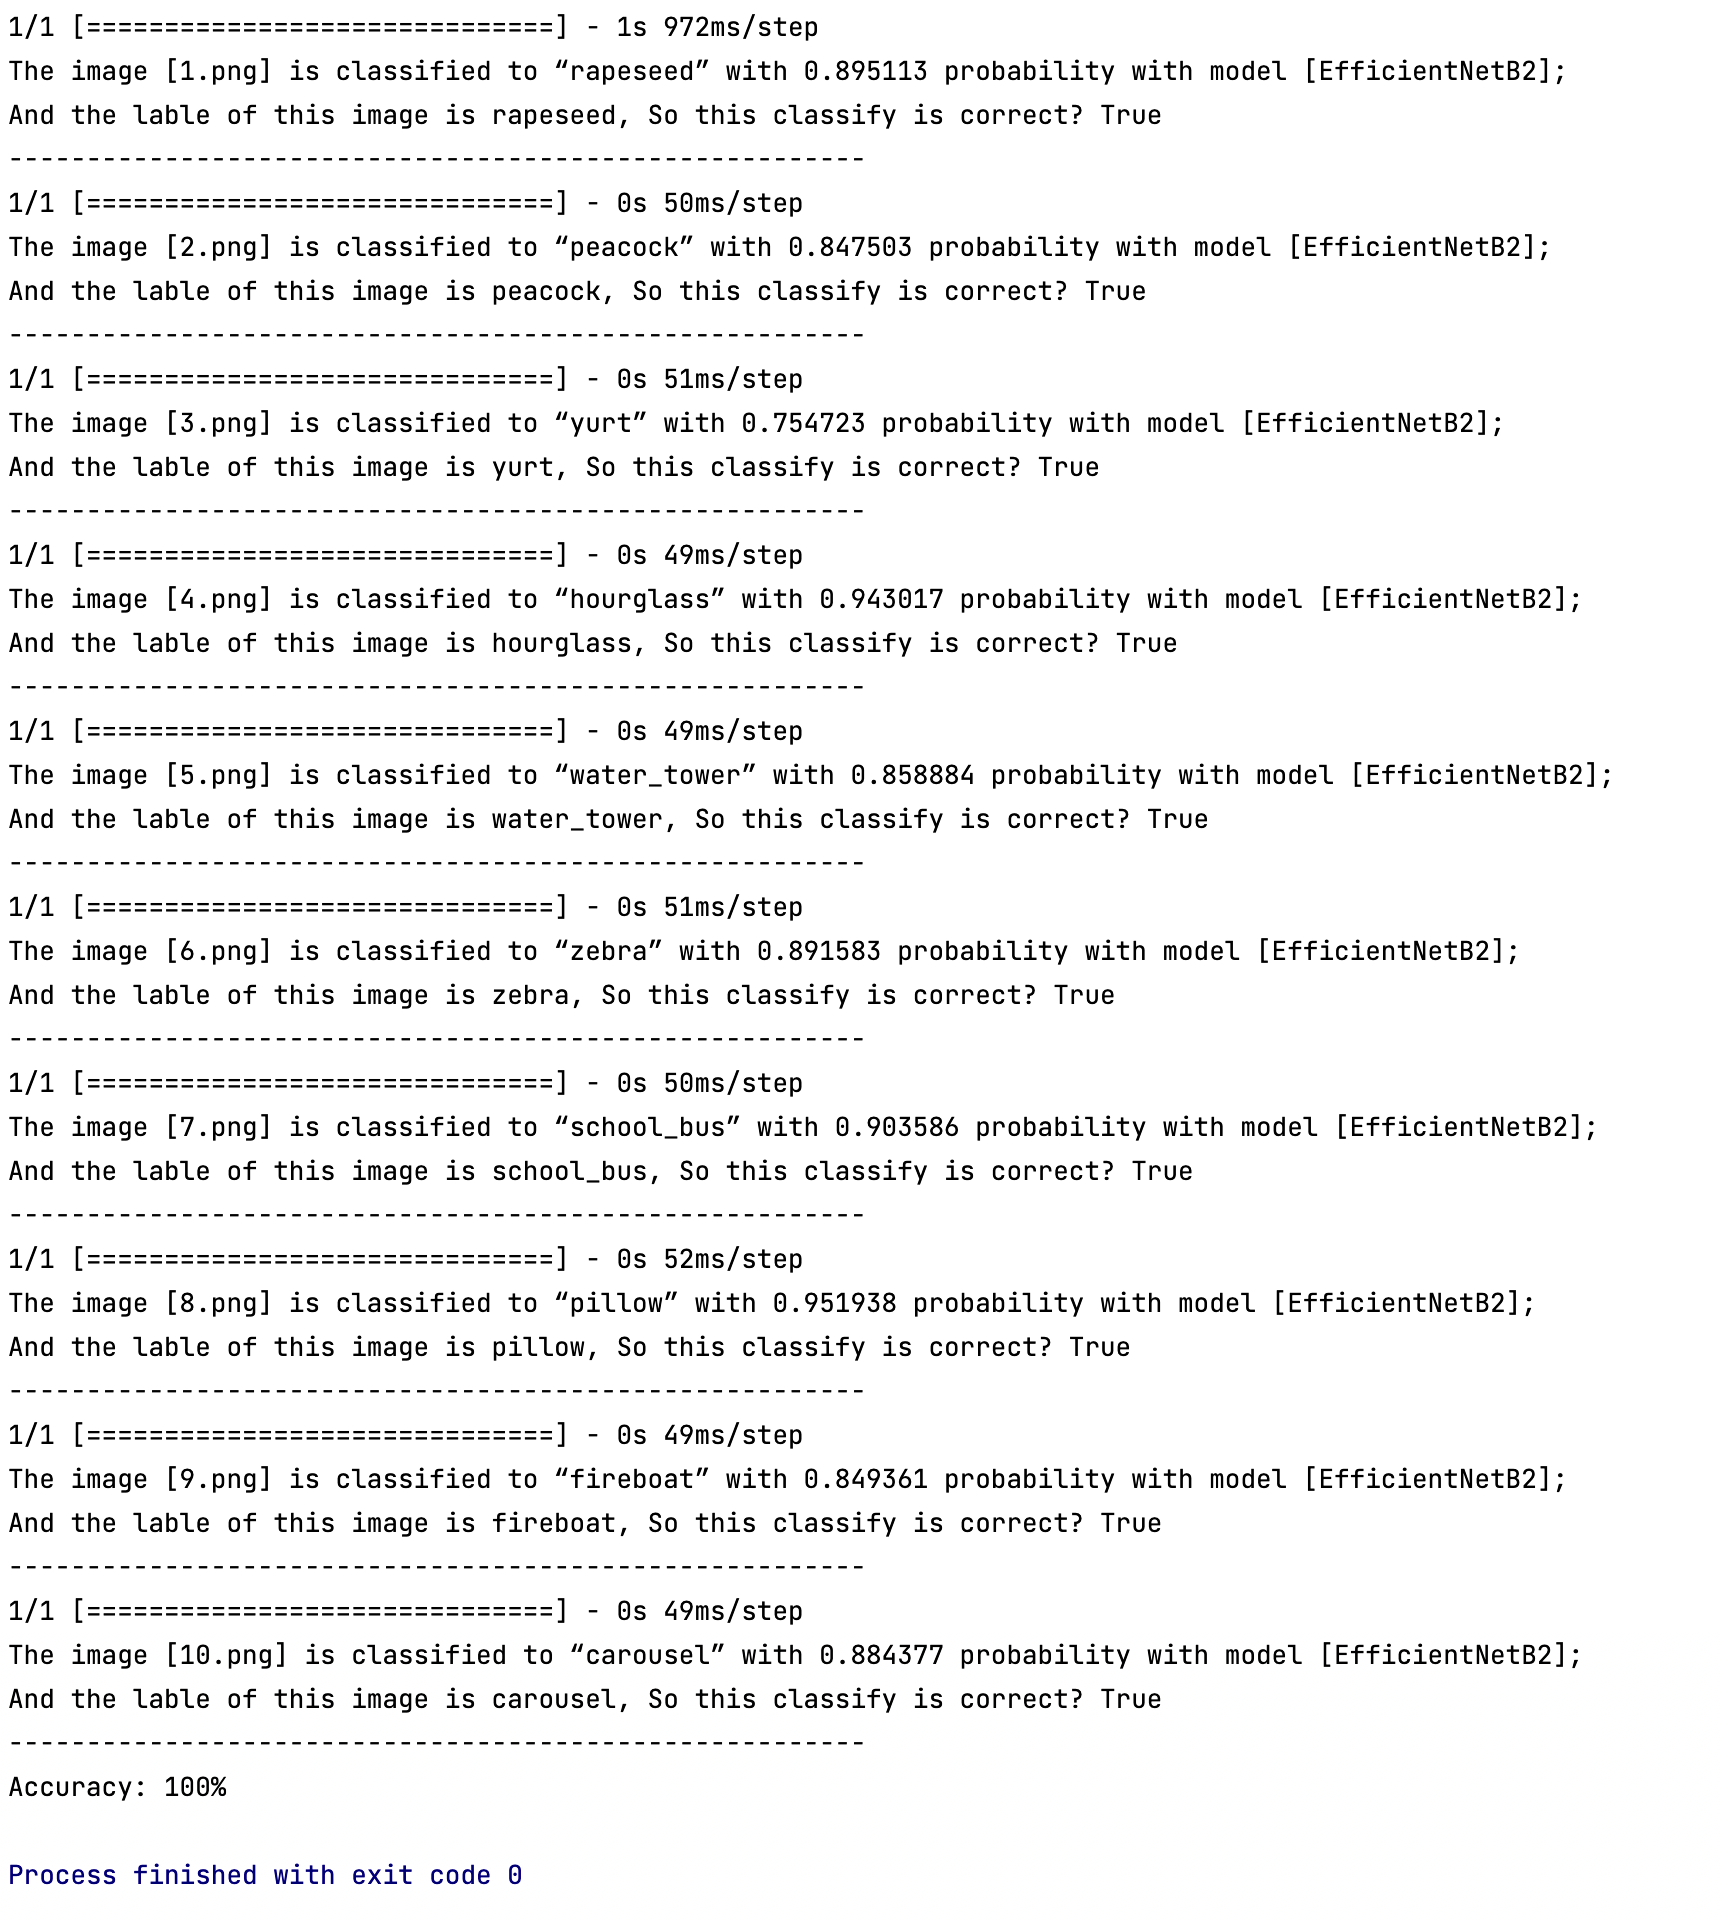 1/1 [==============================] - 1s 972ms/step
The image [1.png] is classified to “rapeseed” with 0.895113 probability with model [EfficientNetB2];
And the lable of this image is rapeseed, So this classify is correct? True
-------------------------------------------------------
1/1 [==============================] - 0s 50ms/step
The image [2.png] is classified to “peacock” with 0.847503 probability with model [EfficientNetB2];
And the lable of this image is peacock, So this classify is correct? True
-------------------------------------------------------
1/1 [==============================] - 0s 51ms/step
The image [3.png] is classified to “yurt” with 0.754723 probability with model [EfficientNetB2];
And the lable of this image is yurt, So this classify is correct? True
-------------------------------------------------------
1/1 [==============================] - 0s 49ms/step
The image [4.png] is classified to “hourglass” with 0.943017 probability with model [EfficientNetB2];
And the lable of this image is hourglass, So this classify is correct? True
-------------------------------------------------------
1/1 [==============================] - 0s 49ms/step
The image [5.png] is classified to “water_tower” with 0.858884 probability with model [EfficientNetB2];
And the lable of this image is water_tower, So this classify is correct? True
-------------------------------------------------------
1/1 [==============================] - 0s 51ms/step
The image [6.png] is classified to “zebra” with 0.891583 probability with model [EfficientNetB2];
And the lable of this image is zebra, So this classify is correct? True
-------------------------------------------------------
1/1 [==============================] - 0s 50ms/step
The image [7.png] is classified to “school_bus” with 0.903586 probability with model [EfficientNetB2];
And the lable of this image is school_bus, So this classify is correct? True
-------------------------------------------------------
1/1 [==============================] - 0s 52ms/step
The image [8.png] is classified to “pillow” with 0.951938 probability with model [EfficientNetB2];
And the lable of this image is pillow, So this classify is correct? True
-------------------------------------------------------
1/1 [==============================] - 0s 49ms/step
The image [9.png] is classified to “fireboat” with 0.849361 probability with model [EfficientNetB2];
And the lable of this image is fireboat, So this classify is correct? True
-------------------------------------------------------
1/1 [==============================] - 0s 49ms/step
The image [10.png] is classified to “carousel” with 0.884377 probability with model [EfficientNetB2];
And the lable of this image is carousel, So this classify is correct? True
-------------------------------------------------------
Accuracy: 100%
Process finished with exit code 0